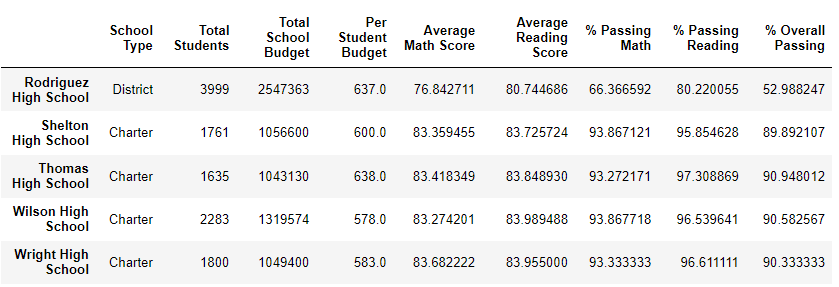 School Type Total Students Total School Budget Per Student Budget Average Math Score Average Reading Score % Passing Math % Passing Reading % Overall Passing
Rodriguez High School District 3999 2547363 637.0 76.842711 80.744686 66.366592 80.220055 52.988247
Shelton High School Charter 1761 1056600 600.0 83.359455 83.725724 93.867121 95.854628 89.892107
Thomas High School Charter 1635 1043130 638.0 83.418349 83.848930 93.272171 97.308869 90.948012
Wilson High School Charter 2283 1319574 578.0 83.274201 83.989488 93.867718 96.539641 90.582567
Wright High School Charter 1800 1049400 583.0 83.682222 83.955000 93.333333 96.611111 90.333333